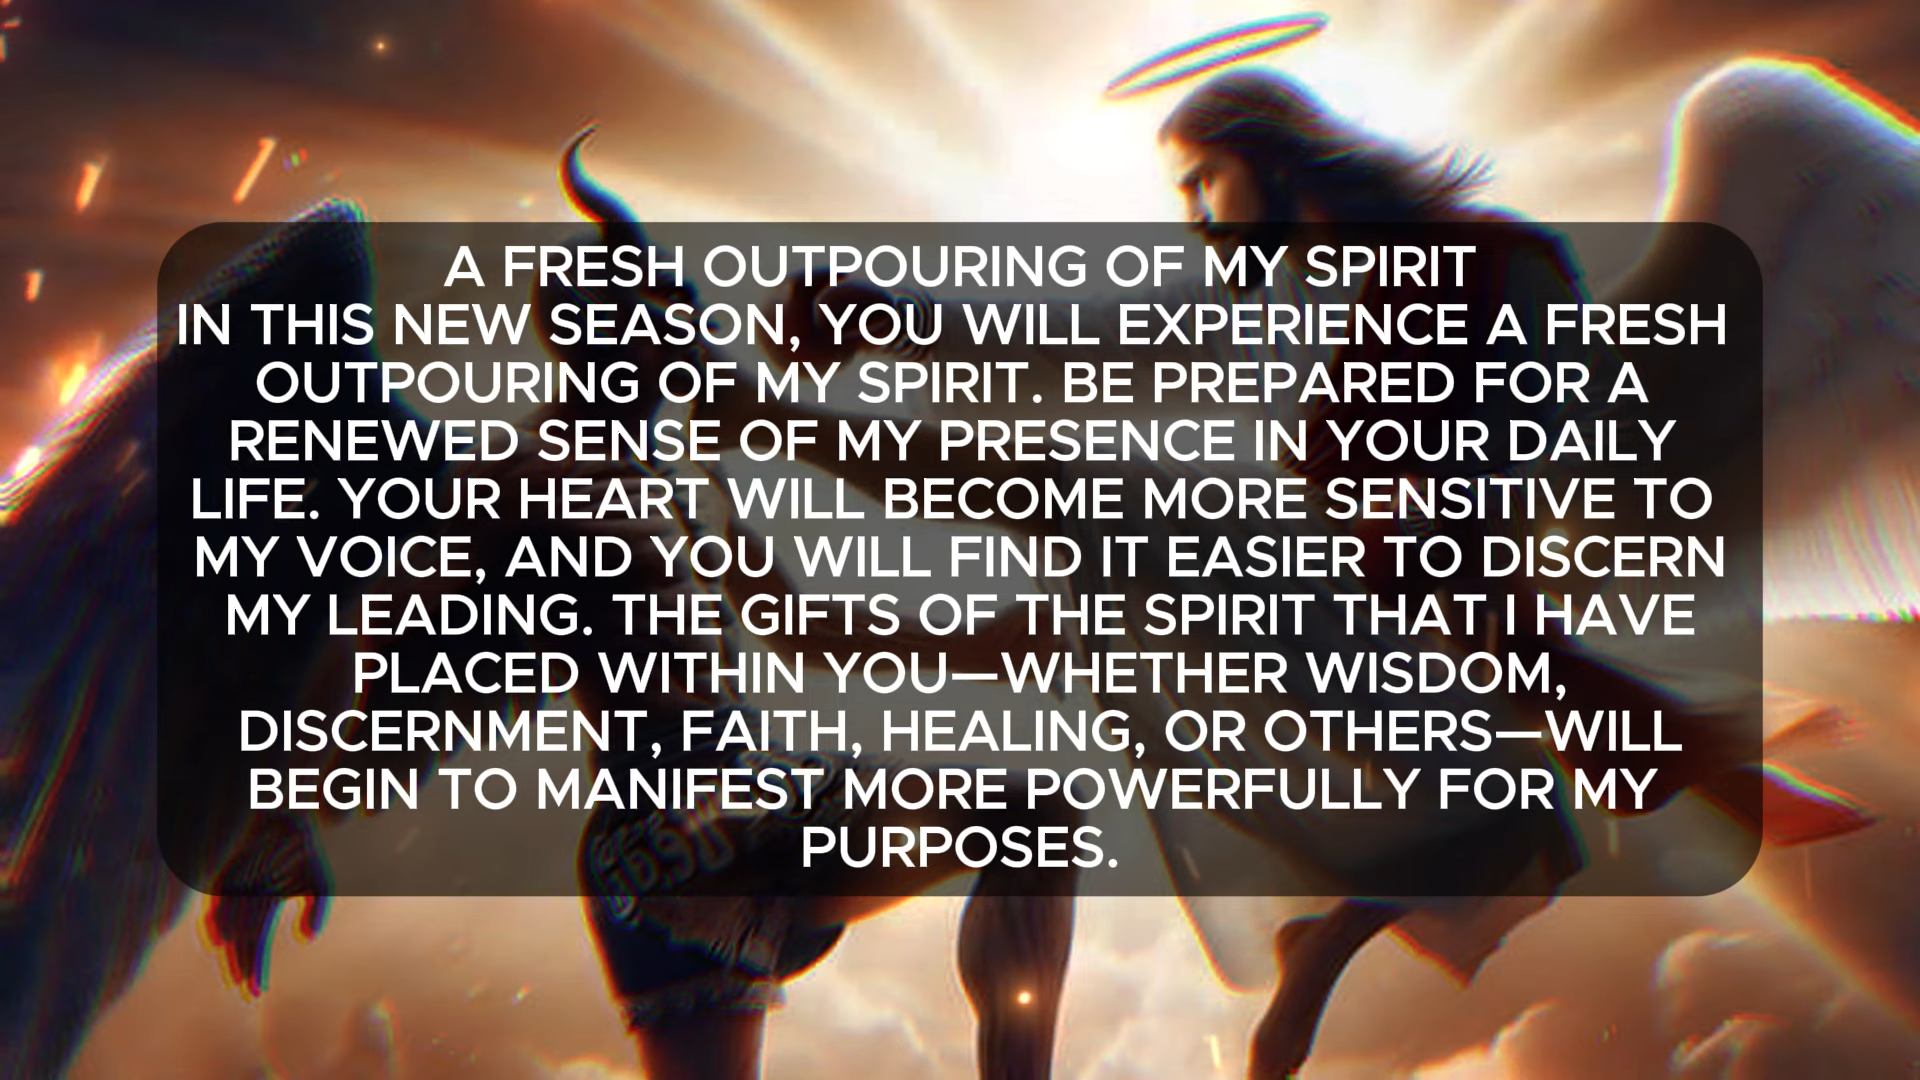 A FRESH OUTPOURING OF MY SPIRIT
IN THIS NEW SEASON, YOU WILL EXPERIENCE A FRESH
OUTPOURING OF MY SPIRIT. BE PREPARED FOR A
RENEWED SENSE OF MY PRESENCE IN YOUR DAILY
LIFE. YOUR HEART WILL BECOME MORE SENSITIVE TO
MY VOICE, AND YOU WILL FIND IT EASIER TO DISCERN
MY LEADING. THE GIFTS OF THE SPIRIT THAT I HAVE
PLACED WITHIN YOU—WHETHER WISDOM,
DISCERNMENT, FAITH, HEALING, OR OTHERS—WILL
BEGIN TO MANIFEST MORE POWERFULLY FOR MY
PURPOSES.